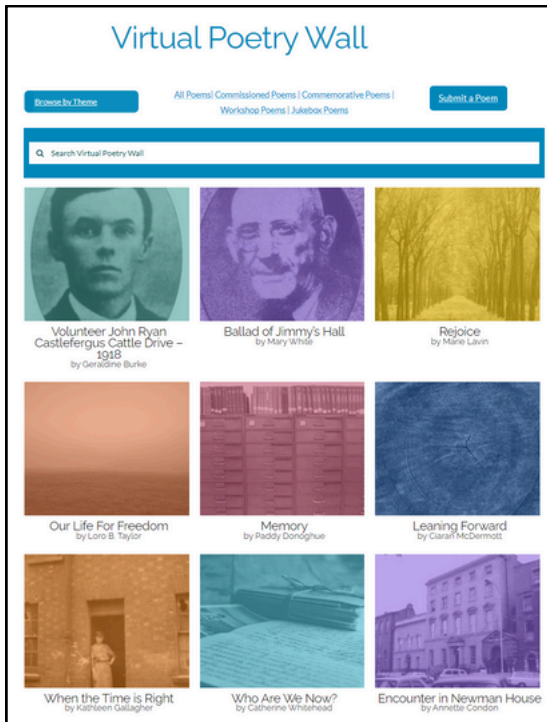 Virtual Poetry Wall
Browse by Theme
All Poems| Commissioned Poems | Commemorative Poems |
Workshop Poems | Jukebox Poems
Submit a Poem
Search Virtual Poetry Wall
Volunteer John Ryan
Castlefergus Cattle Drive –
1918
by Geraldine Burke
Ballad of Jimmy's Hall
by Mary White
Rejoice
by Marie Lavin
Our Life For Freedom
by Loro B. Taylor
Memory
by Paddy Donoghue
Leaning Forward
by Ciaran McDermott
When the Time is Right
by Kathleen Gallagher
Who Are We Now?
by Catherine Whitehead
Encounter in Newman House
by Annette Condon